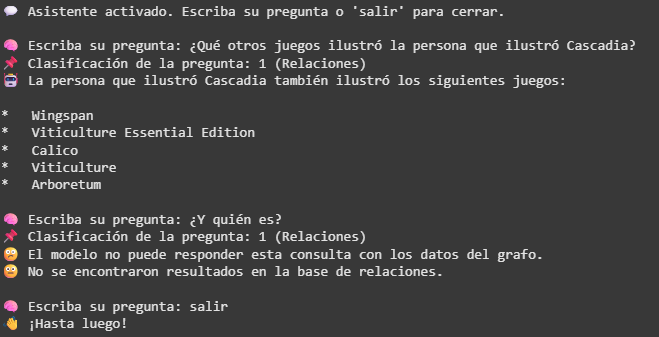 💬 Asistente activado. Escriba su pregunta o 'salir' para cerrar.
🧠 Escriba su pregunta: ¿Qué otros juegos ilustró la persona que ilustró Cascadia?
📌 Clasificación de la pregunta: 1 (Relaciones)
🤖 La persona que ilustró Cascadia también ilustró los siguientes juegos:
* Wingspan
* Viticulture Essential Edition
* Calico
* Viticulture
* Arboretum
🧠 Escriba su pregunta: ¿Y quién es?
📌 Clasificación de la pregunta: 1 (Relaciones)
😕 El modelo no puede responder esta consulta con los datos del grafo.
😕 No se encontraron resultados en la base de relaciones.
🧠 Escriba su pregunta: salir
👋 ¡Hasta luego!